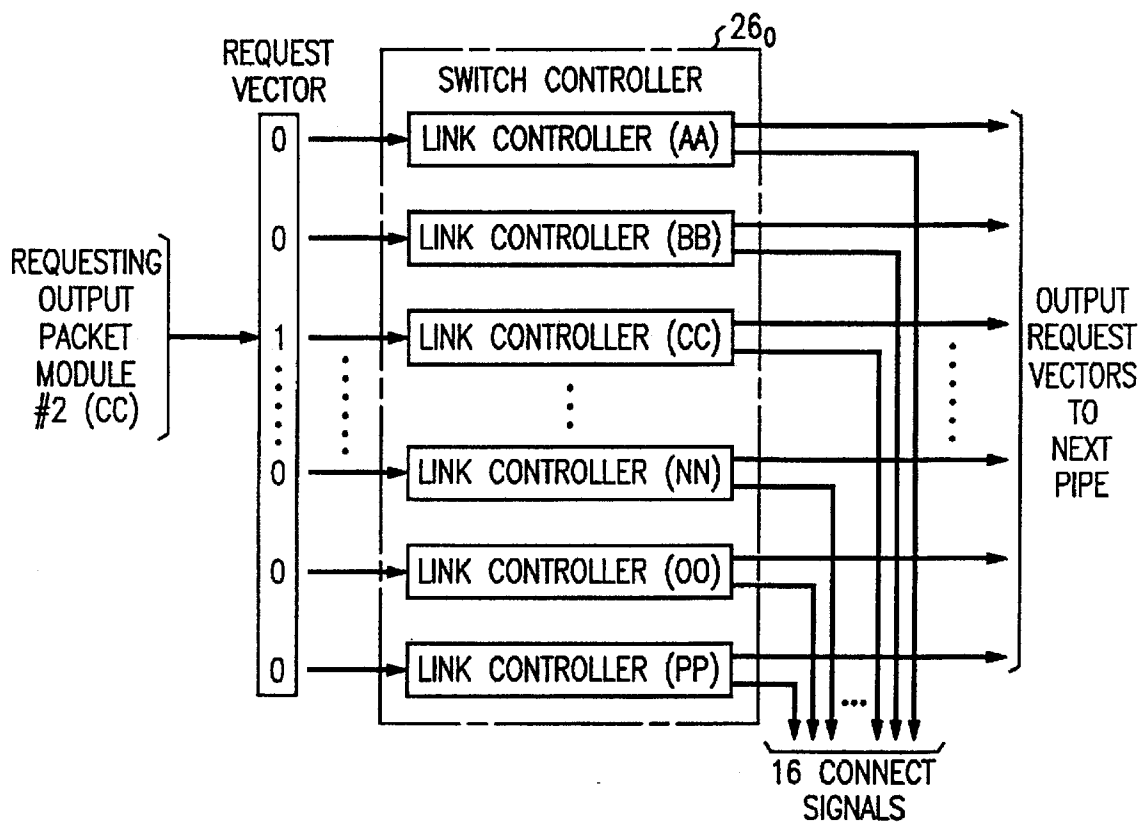 26₀
REQUEST
VECTOR
SWITCH CONTROLLER
0
LINK CONTROLLER (AA)
0
LINK CONTROLLER (BB)
REQUESTING
OUTPUT
PACKET
MODULE
#2 (CC)
1
LINK CONTROLLER (CC)
0
LINK CONTROLLER (NN)
0
LINK CONTROLLER (OO)
0
LINK CONTROLLER (PP)
OUTPUT
REQUEST
VECTORS
TO
NEXT
PIPE
16 CONNECT
SIGNALS